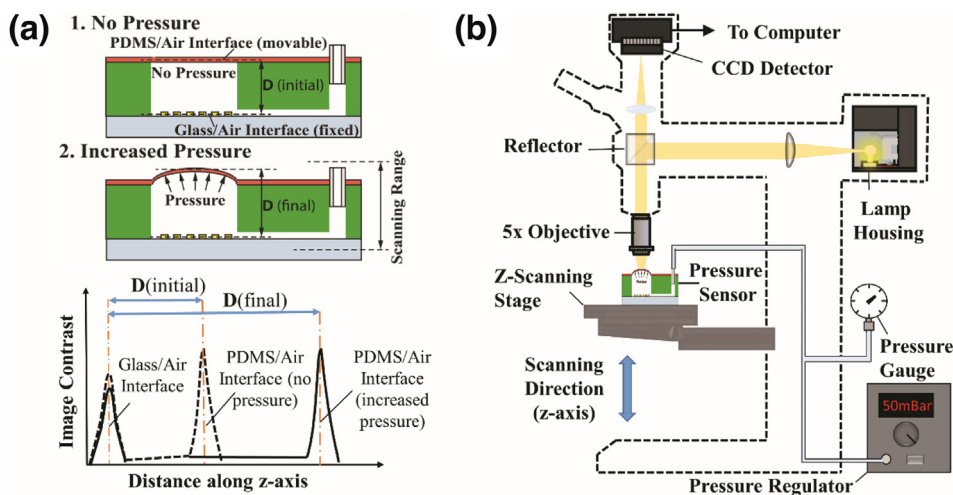 (a)
1. No Pressure
PDMS/Air Interface (movable)
No Pressure
D (initial)
Glass/Air Interface (fixed)
2. Increased Pressure
Pressure
D (final)
Scanning Range
D(initial)
D(final)
Glass/Air
Interface
PDMS/Air
Interface (no
pressure)
PDMS/Air
Interface
(increased
pressure)
Image Contrast
Distance along z-axis
(b)
To Computer
CCD Detector
Reflector
Lamp
Housing
5x Objective
Z-Scanning
Stage
Pressure
Sensor
Scanning
Direction
(z-axis)
Pressure
Gauge
50mBar
Pressure Regulator